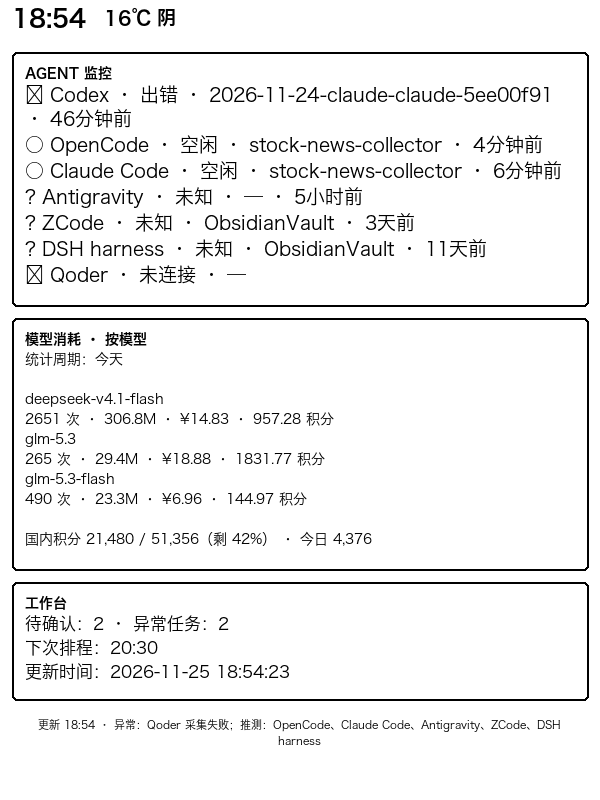 18:54 16℃ 阴
AGENT 监控
☒ Codex · 出错 · 2026-11-24-claude-claude-5ee00f91
· 46分钟前
○ OpenCode · 空闲 · stock-news-collector · 4分钟前
○ Claude Code · 空闲 · stock-news-collector · 6分钟前
? Antigravity · 未知 · — · 5小时前
? ZCode · 未知 · ObsidianVault · 3天前
? DSH harness · 未知 · ObsidianVault · 11天前
☒ Qoder · 未连接 · —
模型消耗 · 按模型
统计周期：今天
deepseek-v4.1-flash
2651 次 · 306.8M · ¥14.83 · 957.28 积分
glm-5.3
265 次 · 29.4M · ¥18.88 · 1831.77 积分
glm-5.3-flash
490 次 · 23.3M · ¥6.96 · 144.97 积分
国内积分 21,480 / 51,356（剩 42%） · 今日 4,376
工作台
待确认：2 · 异常任务：2
下次排程：20:30
更新时间：2026-11-25 18:54:23
更新 18:54 · 异常：Qoder 采集失败；推测：OpenCode、Claude Code、Antigravity、ZCode、DSH
harness